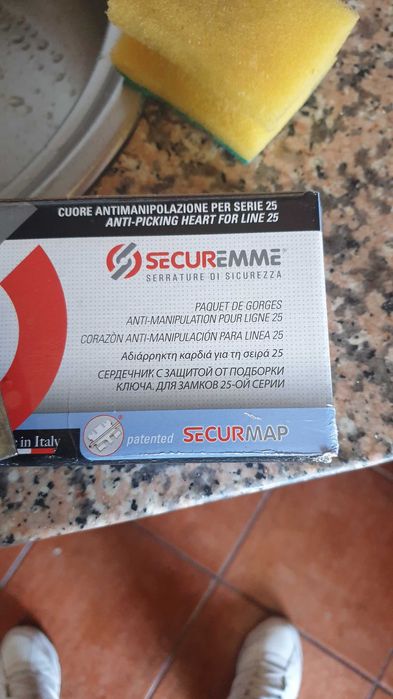 CUORE ANTIMANIPOLAZIONE PER SERIE 25
ANTI-PICKING HEART FOR LINE 25
SECUREMME®
SERRATURE DI SICUREZZA
PAQUET DE GORGES
ANTI-MANIPULATION POUR LIGNE 25
CORAZÒN ANTI-MANIPULACIÓN PARA LINEA 25
Αδιάρρηκτη καρδιά για τη σειρά 25
СЕРДЕЧНИК С ЗАЩИТОЙ ОТ ПОДБОРКИ
КЛЮЧА. ДЛЯ ЗАМКОВ 25-ОЙ СЕРИИ
in Italy
patented SECURMAP